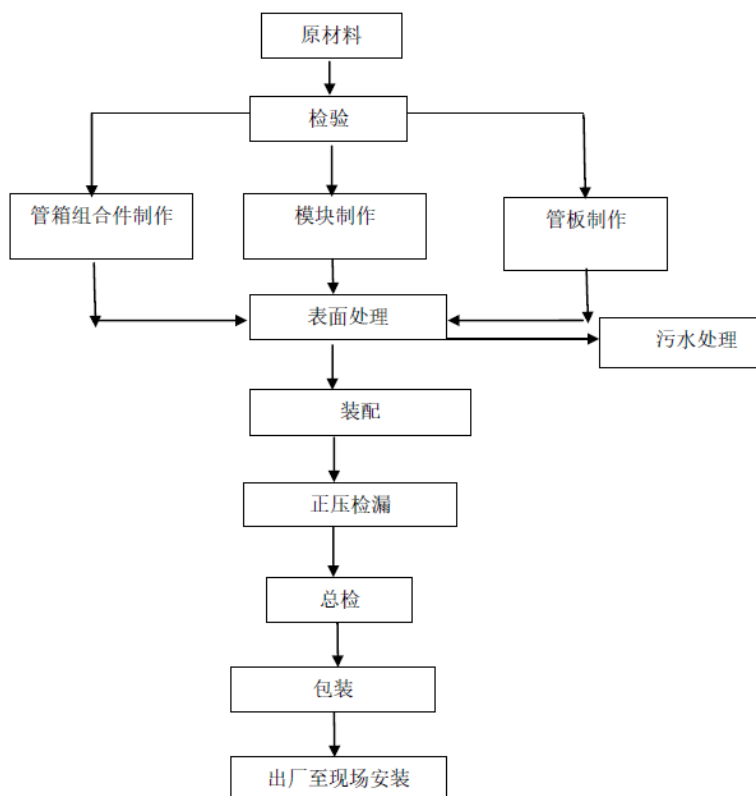 原材料
检验
管箱组合件制作
模块制作
管板制作
表面处理
污水处理
装配
正压检漏
总检
包装
出厂至现场安装